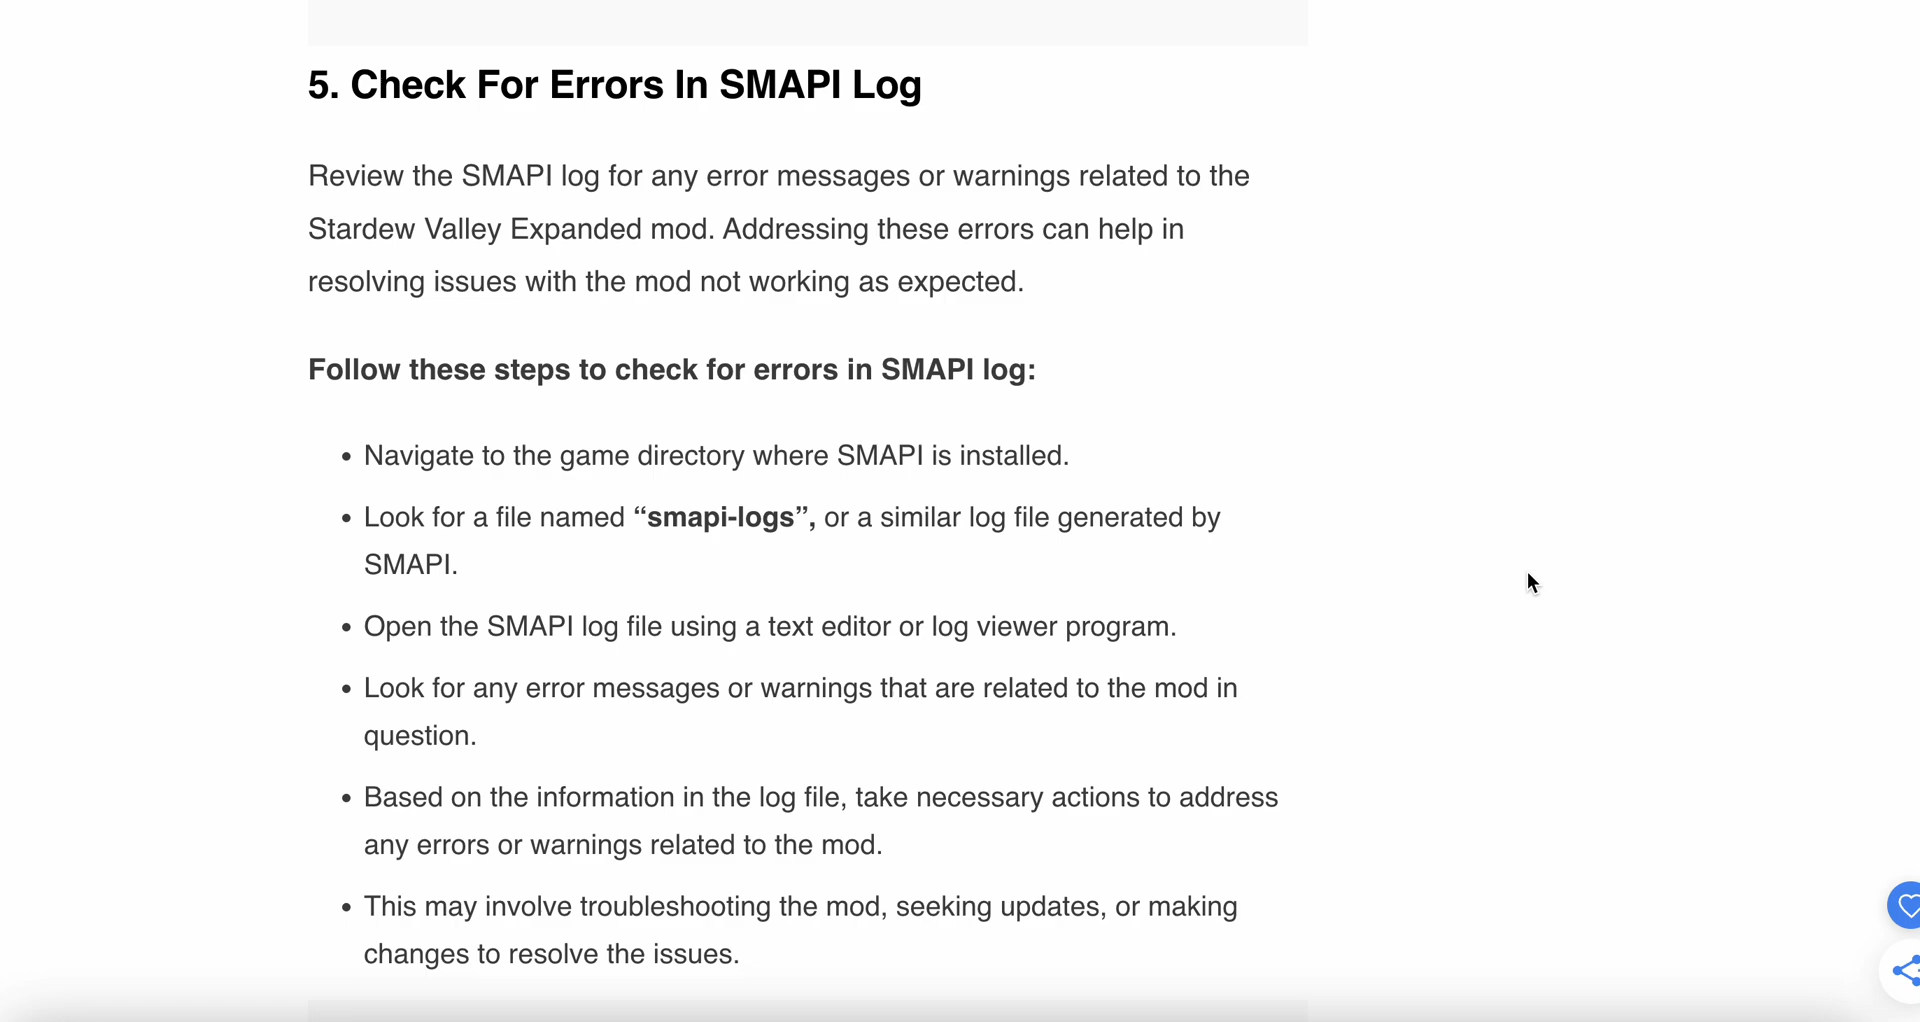 5. Check For Errors In SMAPI Log
Review the SMAPI log for any error messages or warnings related to the
Stardew Valley Expanded mod. Addressing these errors can help in
resolving issues with the mod not working as expected.
Follow these steps to check for errors in SMAPI log:
• Navigate to the game directory where SMAPI is installed.
• Look for a file named “smapi-logs”, or a similar log file generated by
SMAPI.
• Open the SMAPI log file using a text editor or log viewer program.
• Look for any error messages or warnings that are related to the mod in
question.
• Based on the information in the log file, take necessary actions to address
any errors or warnings related to the mod.
• This may involve troubleshooting the mod, seeking updates, or making
changes to resolve the issues.